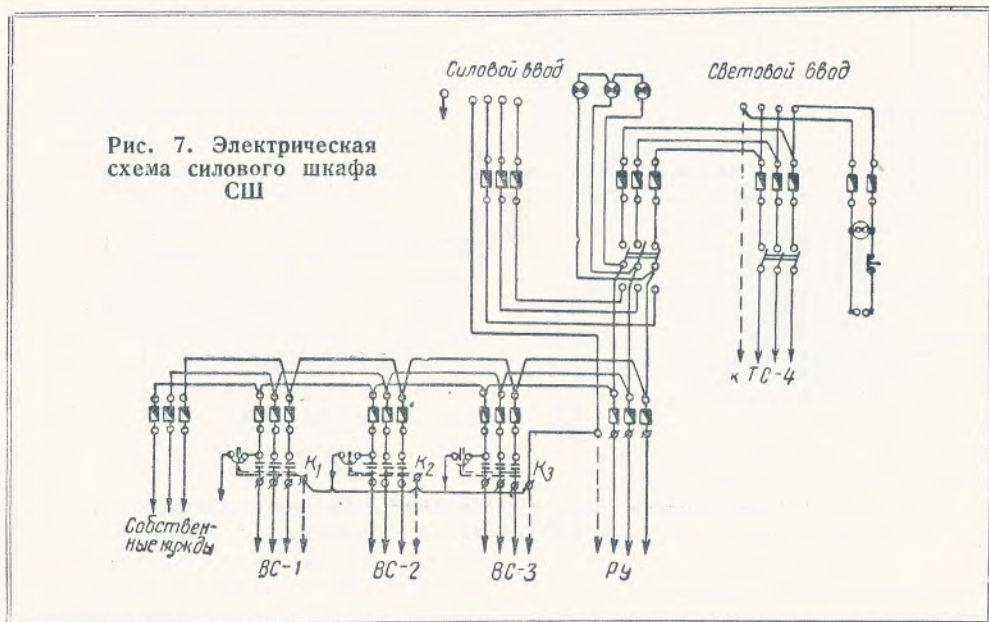 Силовой ввод
Световой ввод
Рис. 7. Электрическая
схема силового шкафа
СШ
к ТС-4
К1
К2
К3
Собствен-
ные нужды
ВС-1
ВС-2
ВС-3
РУ